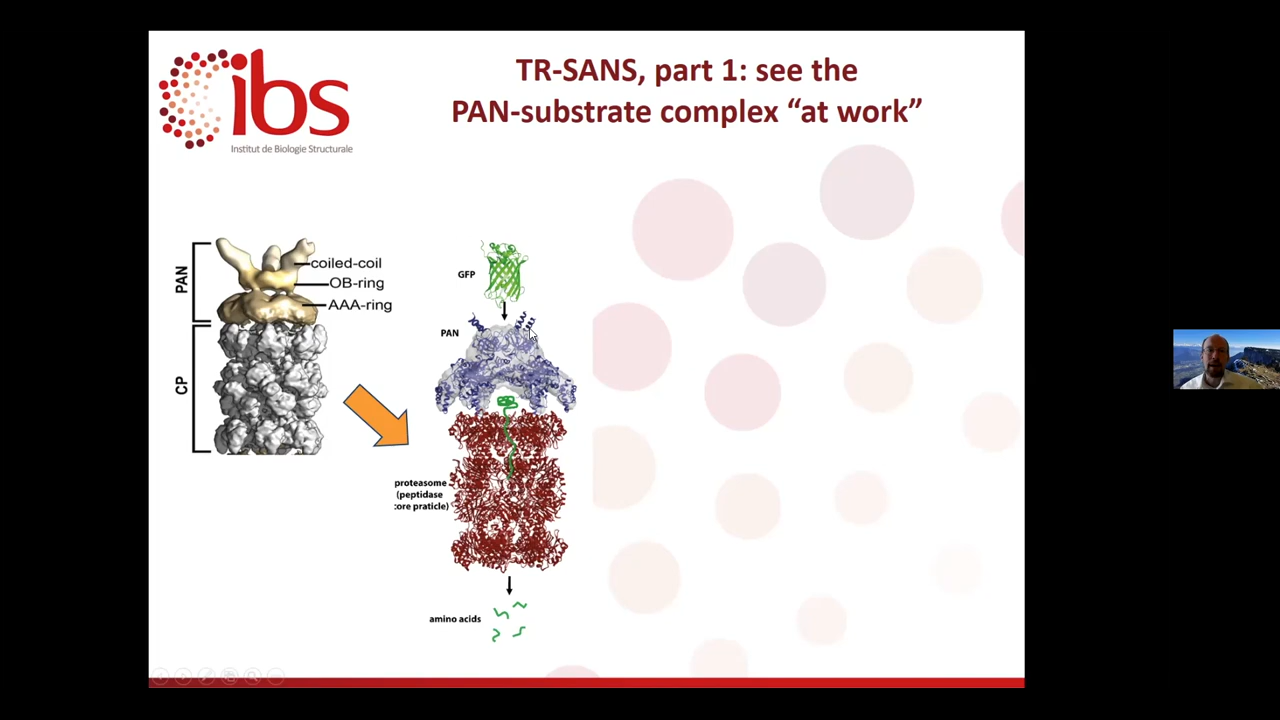 ibs
Institut de Biologie Structurale
TR-SANS, part 1: see the
PAN-substrate complex “at work”
PAN
coiled-coil
OB-ring
AAA-ring
CP
GFP
PAN
proteasome
(peptidase
core praticle)
amino acids